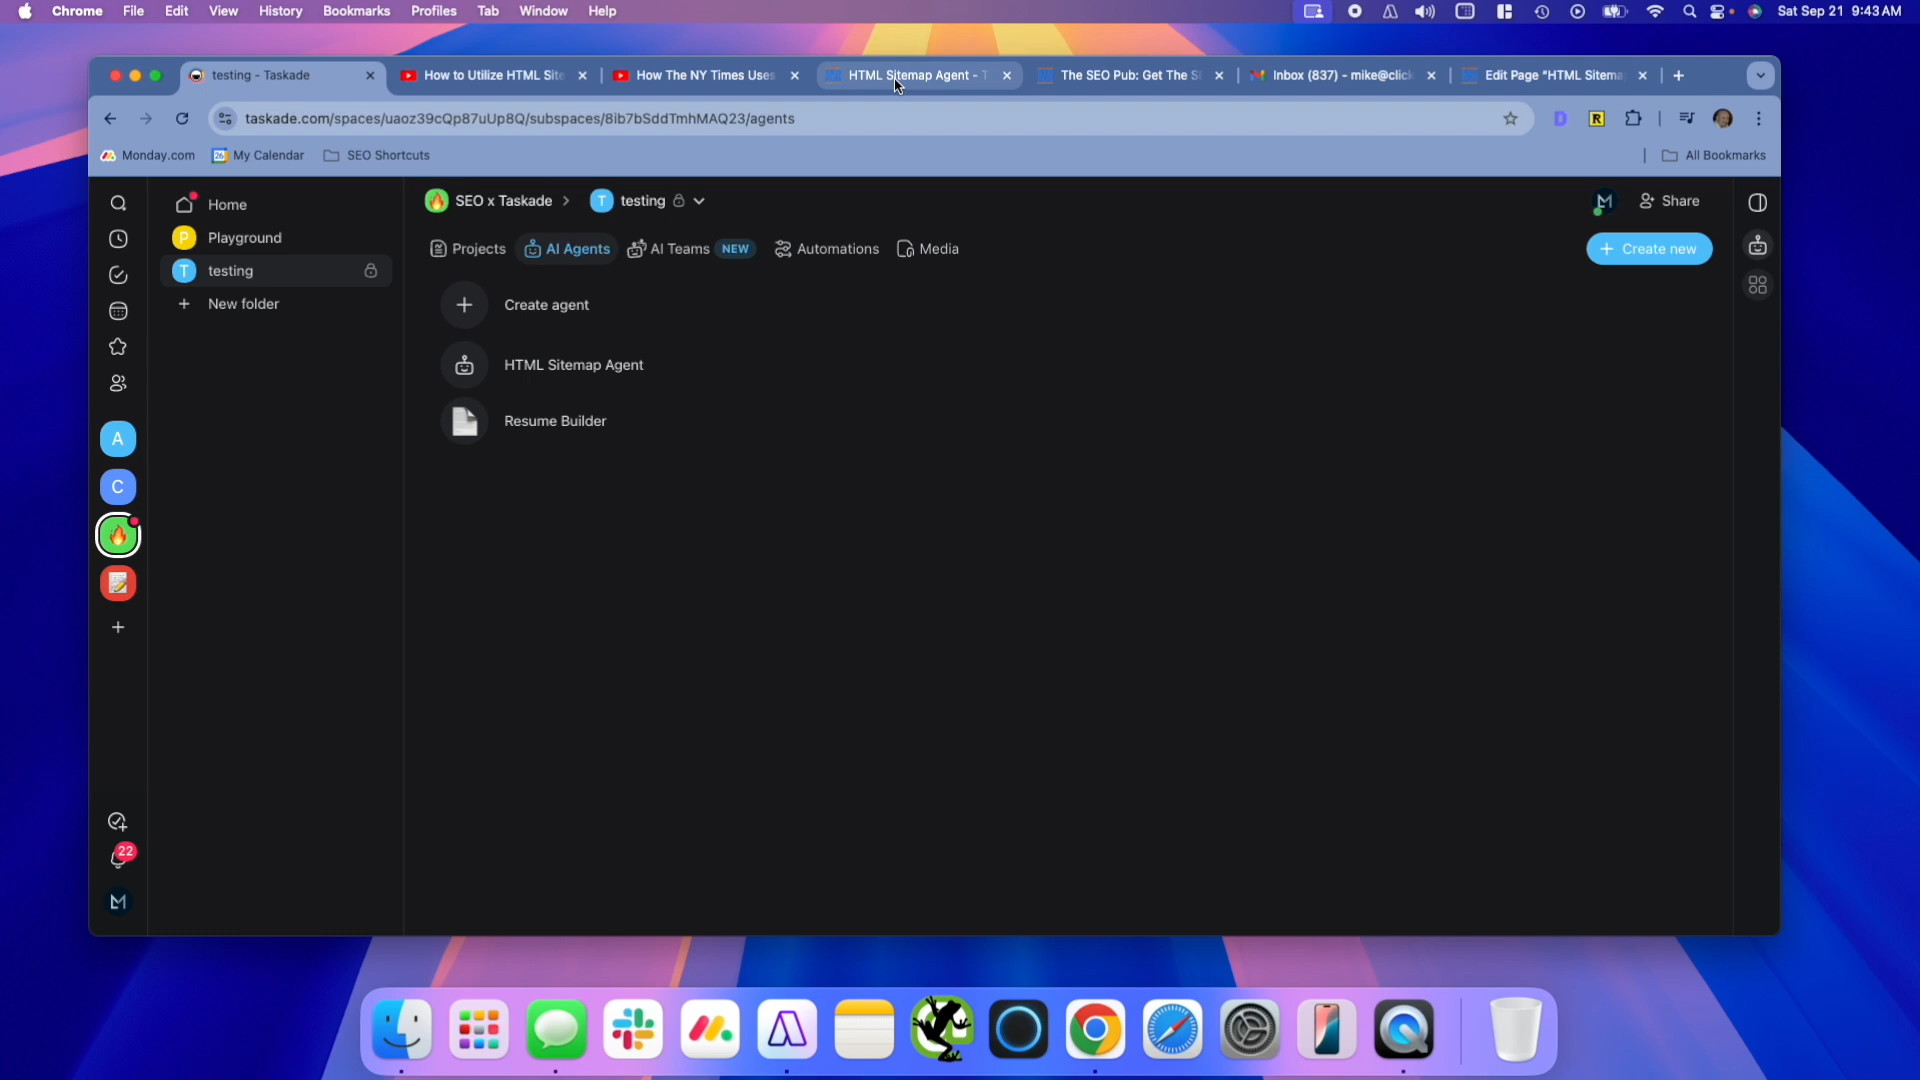 Chrome File Edit View History Bookmarks Profiles Tab Window Help Sat Sep 21 9:43 AM
testing - Taskade How to Utilize HTML Site How The NY Times Uses HTML Sitemap Agent - T The SEO Pub: Get The S Inbox (837) - mike@clic Edit Page "HTML Sitema
taskade.com/spaces/uaoz39cQp87uUp8Q/subspaces/8ib7bSddTmhMAQ23/agents D R
Monday.com 26 My Calendar SEO Shortcuts All Bookmarks
Home
P Playground
T testing
+ New folder
A
C
22
SEO x Taskade > T testing Share
Projects AI Agents AI Teams NEW Automations Media + Create new
+ Create agent
HTML Sitemap Agent
Resume Builder